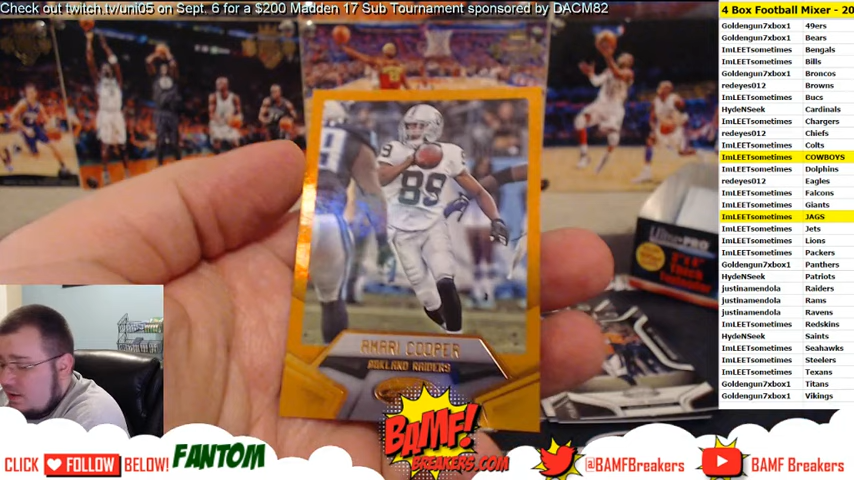 Check out twitch.tv/uni05 on Sept. 6 for a $200 Madden 17 Sub Tournament sponsored by DACM82
4 Box Football Mixer - 20
Goldengun7xbox1 49ers
Goldengun7xbox1 Bears
ImLEETsometimes Bengals
ImLEETsometimes Bills
Goldengun7xbox1 Broncos
redeyes012 Browns
ImLEETsometimes Bucs
HydeNSeek Cardinals
ImLEETsometimes Chargers
redeyes012 Chiefs
ImLEETsometimes Colts
ImLEETsometimes COWBOYS
ImLEETsometimes Dolphins
redeyes012 Eagles
ImLEETsometimes Falcons
ImLEETsometimes Giants
ImLEETsometimes JAGS
ImLEETsometimes Jets
ImLEETsometimes Lions
ImLEETsometimes Packers
Goldengun7xbox1 Panthers
HydeNSeek Patriots
justinamendola Raiders
justinamendola Rams
justinamendola Ravens
ImLEETsometimes Redskins
HydeNSeek Saints
ImLEETsometimes Seahawks
ImLEETsometimes Steelers
ImLEETsometimes Texans
Goldengun7xbox1 Titans
Goldengun7xbox1 Vikings
89
AMARI COOPER
OAKLAND RAIDERS
Ultra PRO
CLICK FOLLOW BELOW!
FANTOM
BAMF!
BREAKERS.COM
@BAMFBreakers
BAMF Breakers